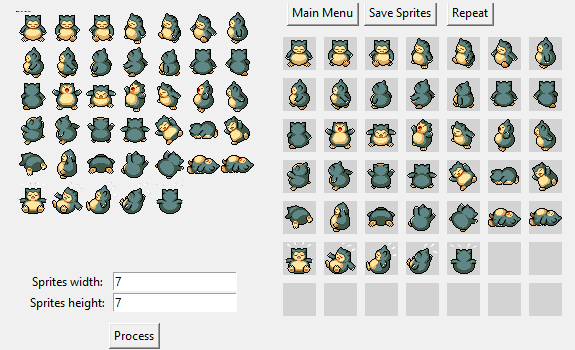 Main Menu
Save Sprites
Repeat
Sprites width: 7
Sprites height: 7
Process